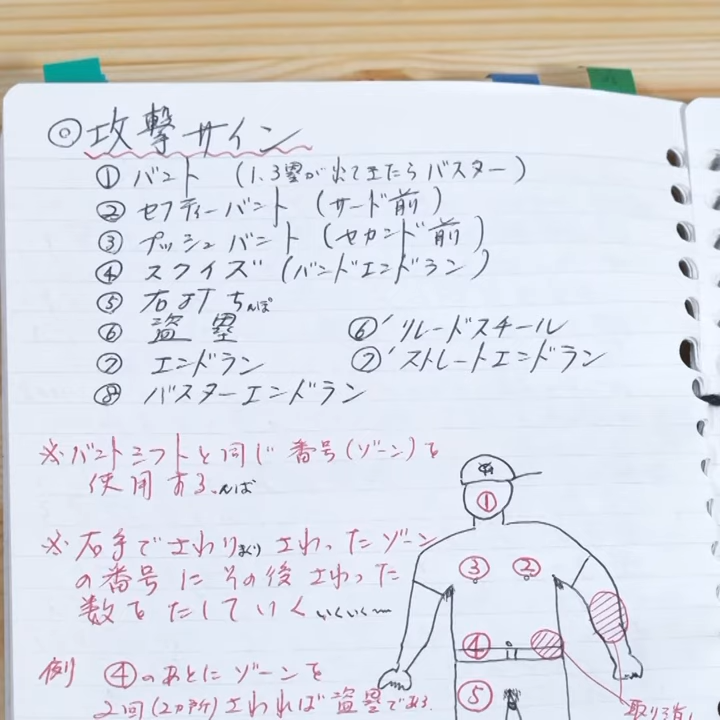 ◎攻撃サイン
① バント (1、3塁が出てきたらバスター)
② セフティーバント (サード前)
③ プッシュバント (セカンド前)
④ スクイズ (バンドエンドラン)
⑤ 右打ちんぽ
⑥ 盗塁 ⑥'リレードスチール
⑦ エンドラン ⑦'ストレートエンドラン
⑧ バスターエンドラン
※バントシフトと同じ番号(ゾーン)を
使用する。んば
※右手でさわりまくりさわったゾーン
の番号にその後さわった
数をたしていくいくいく〜
例 ④のあとにゾーンを
2回(2カ所)さわれば盗塁である。
①
③ ②
④
⑤
取り消し